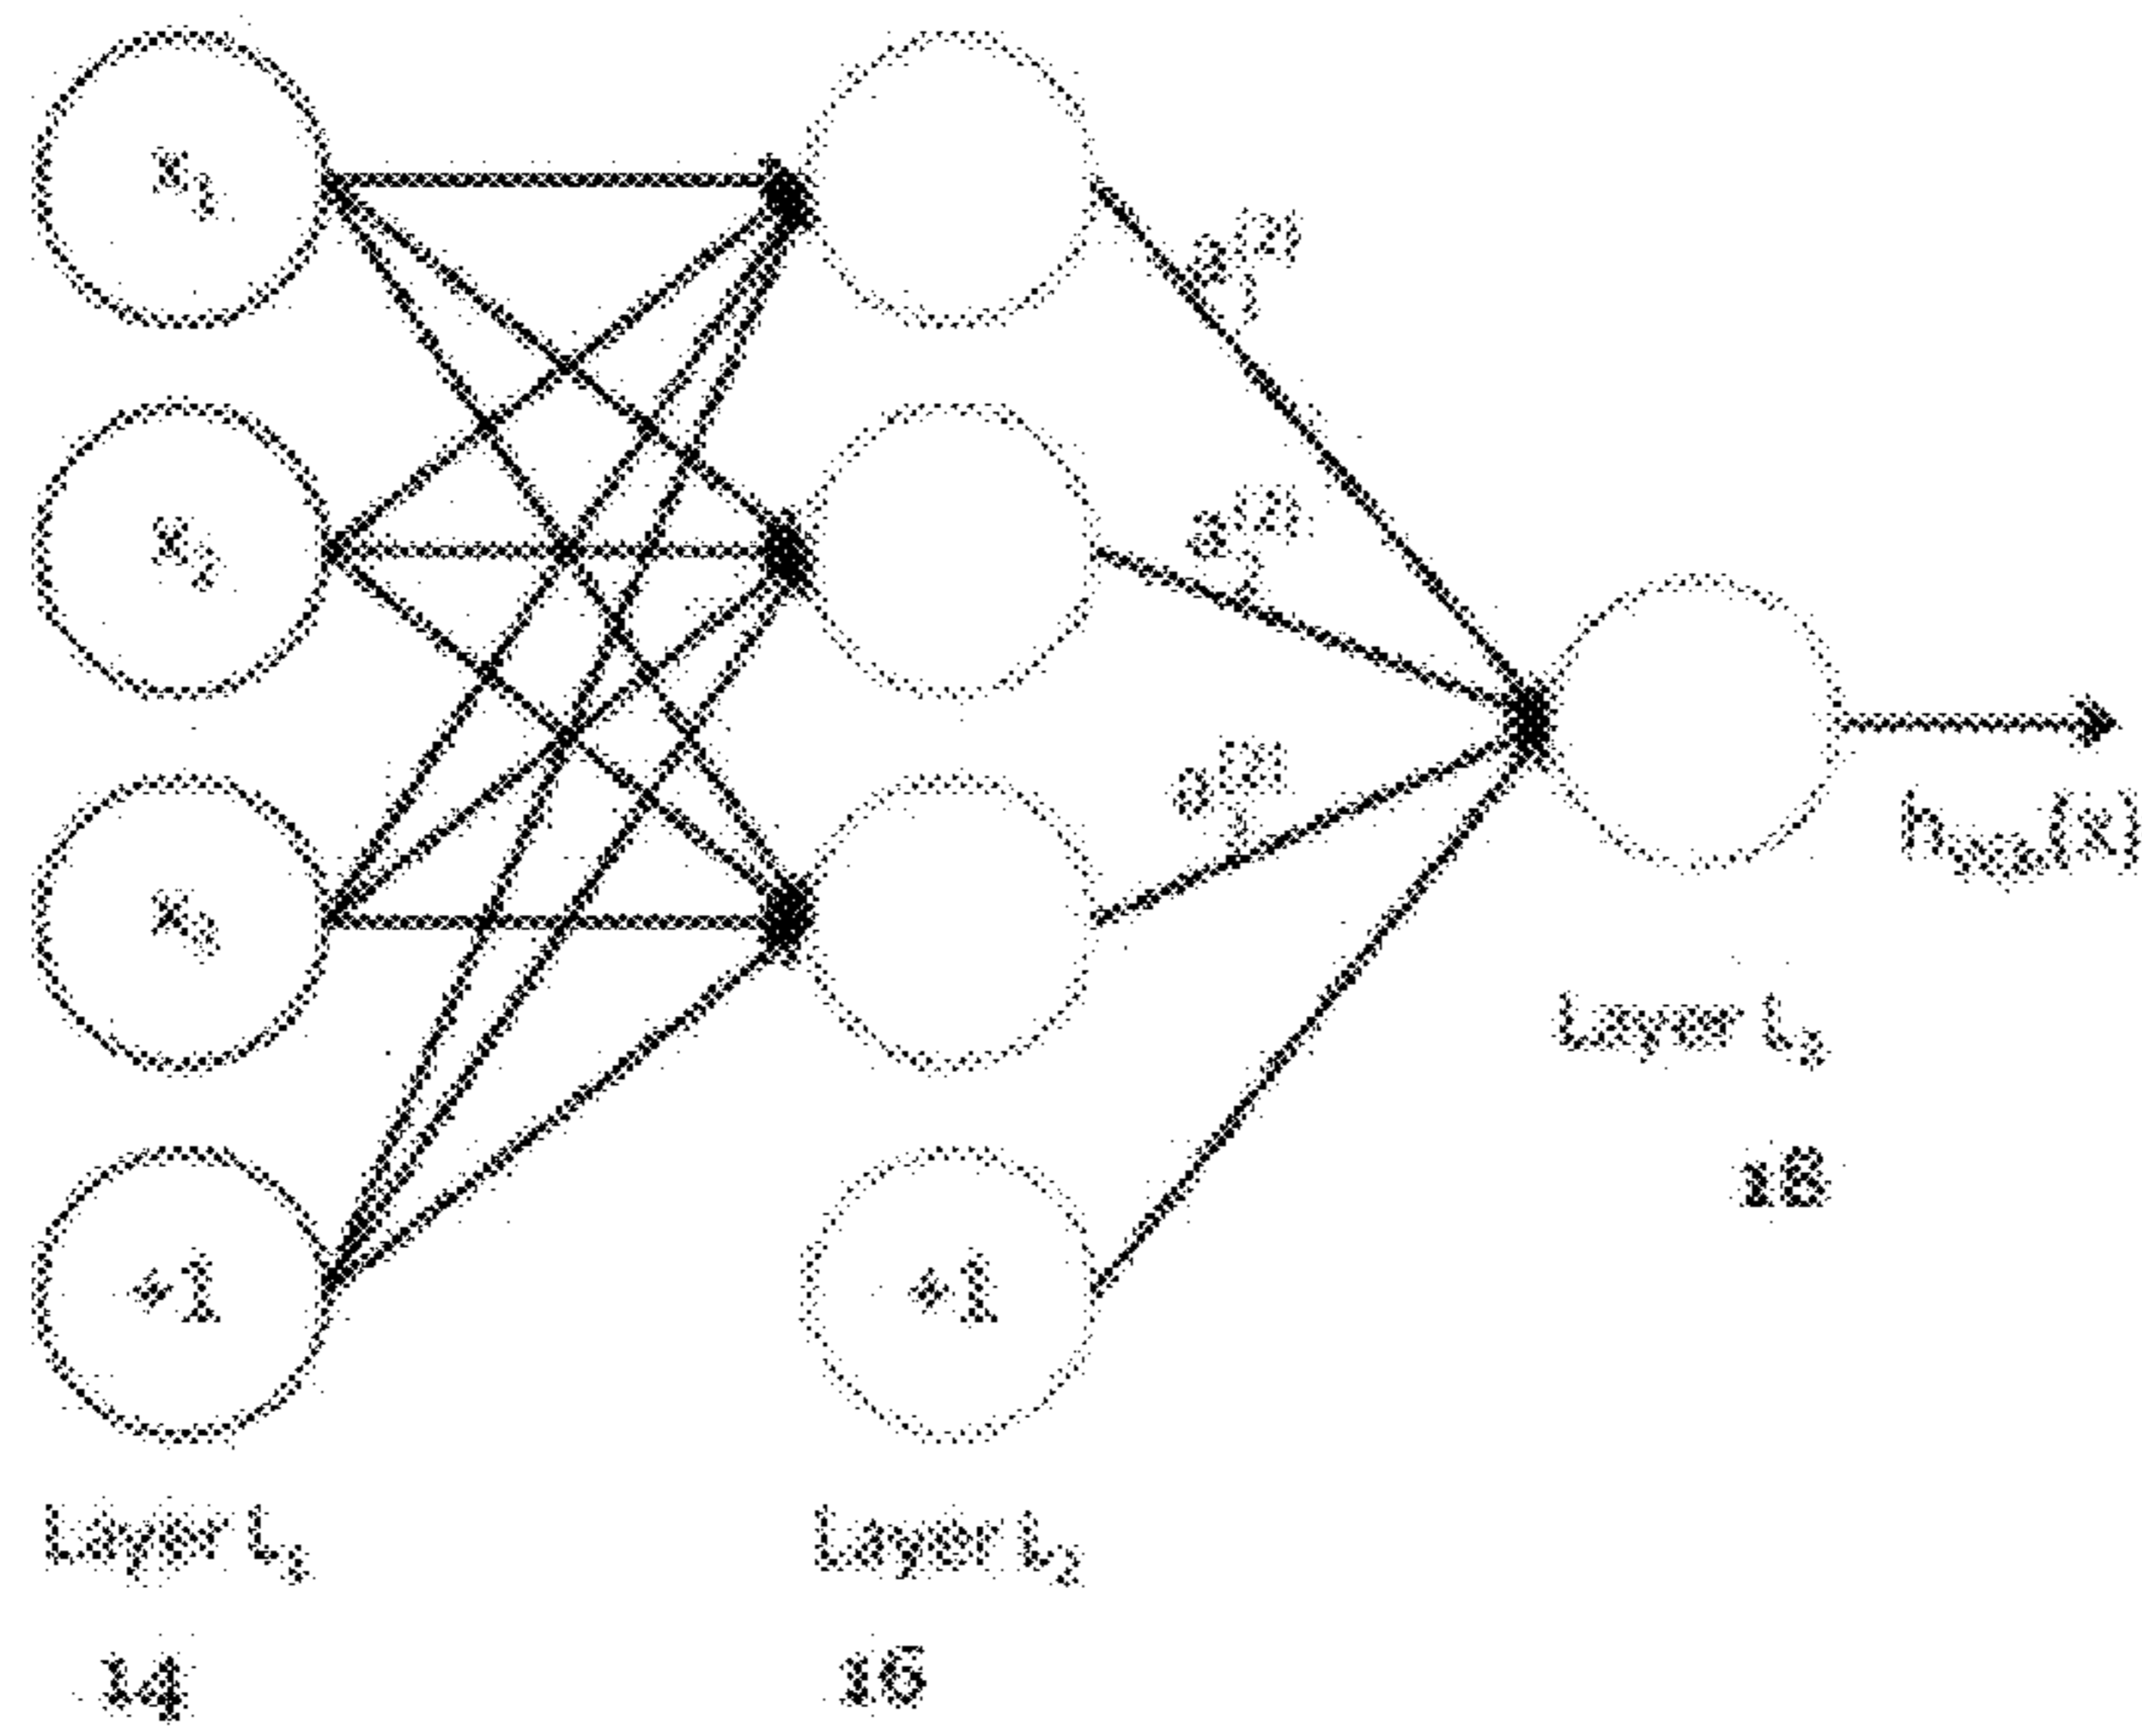 x₁
a₁⁽²⁾
x₂
a₂⁽²⁾
x₃
a₃⁽²⁾
h (x)
Layer L₃
18
+1
+1
Layer L₁
Layer L₂
14
16